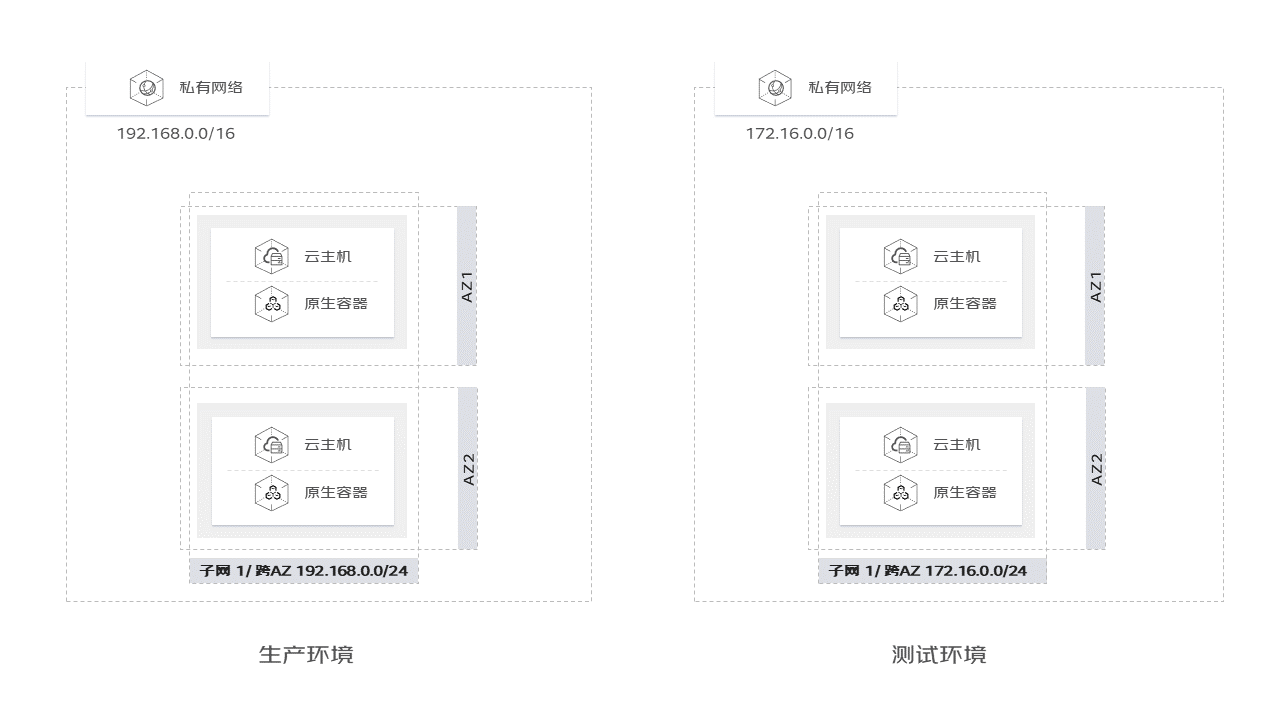 私有网络
192.168.0.0/16
云主机
原生容器
AZ1
云主机
原生容器
AZ2
子网 1/ 跨AZ 192.168.0.0/24
生产环境
私有网络
172.16.0.0/16
云主机
原生容器
AZ1
云主机
原生容器
AZ2
子网 1/ 跨AZ 172.16.0.0/24
测试环境